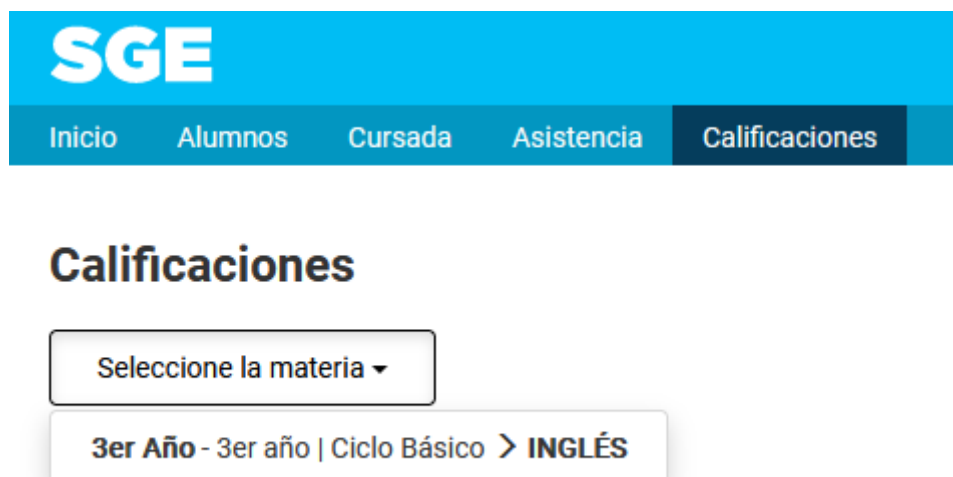 SGE
Inicio Alumnos Cursada Asistencia Calificaciones
Calificaciones
Seleccione la materia
3er Año - 3er año | Ciclo Básico > INGLÉS